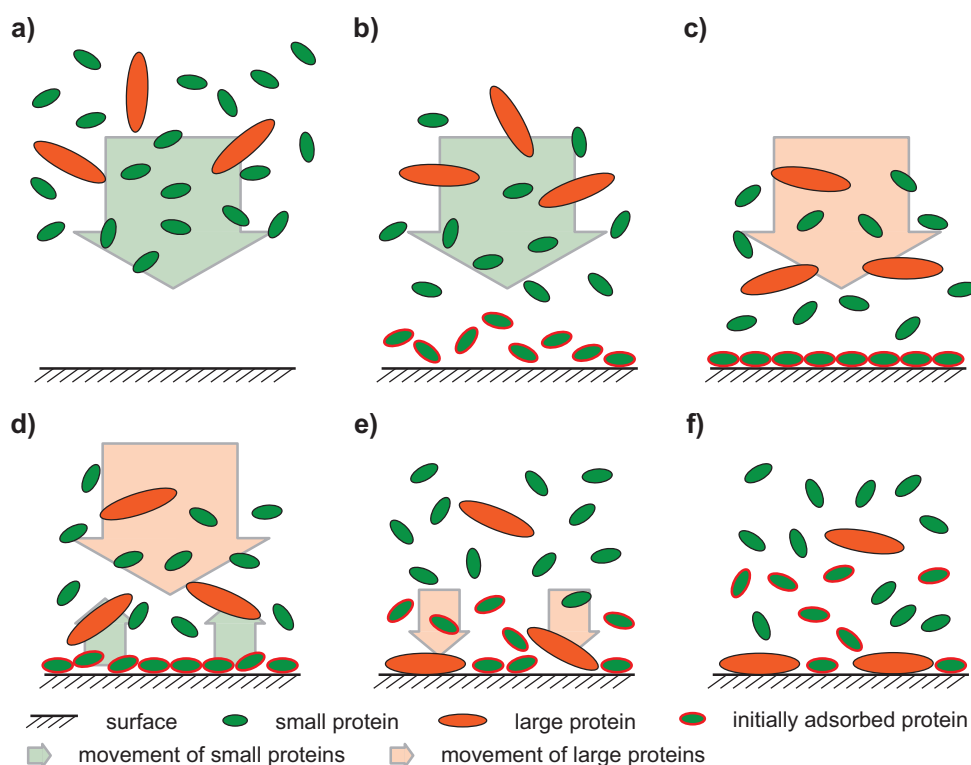 a)
b)
c)
d)
e)
f)
surface
small protein
large protein
initially adsorbed protein
movement of small proteins
movement of large proteins